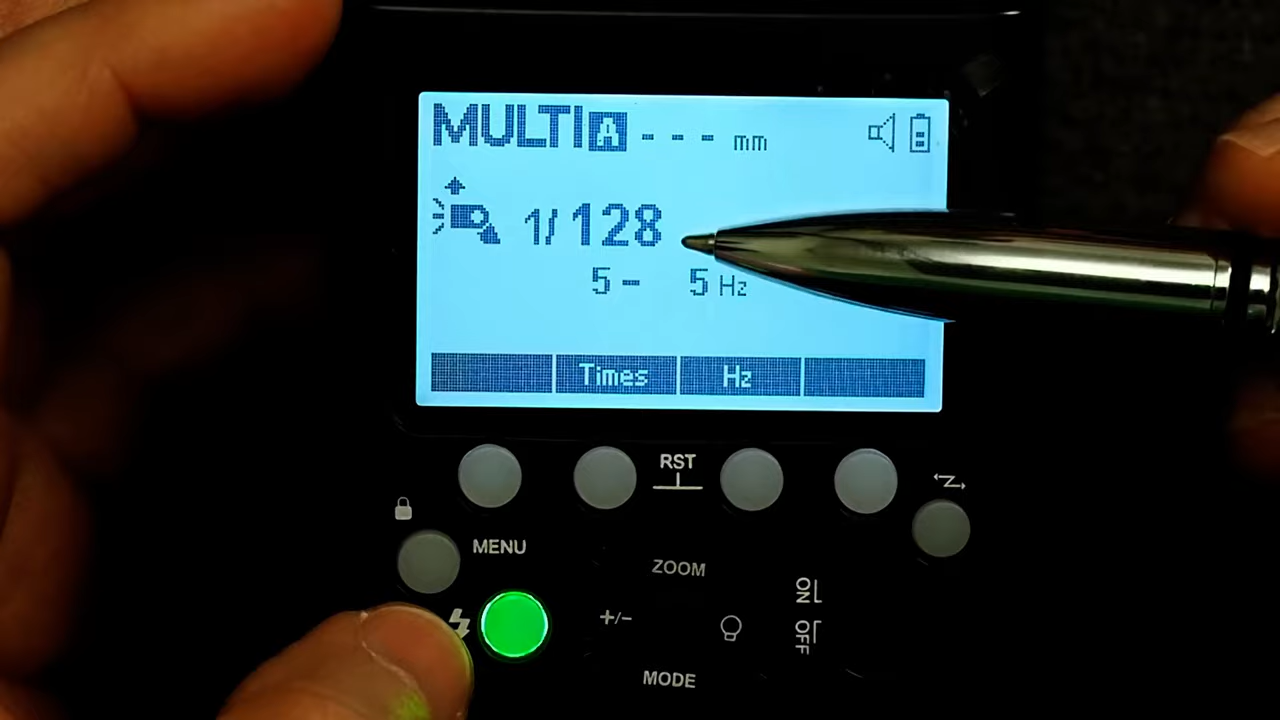 MULTI A - - - mm
1/128
5 - 5 Hz
Times Hz
RST
MENU
ZOOM
+/-
ON
OFF
MODE